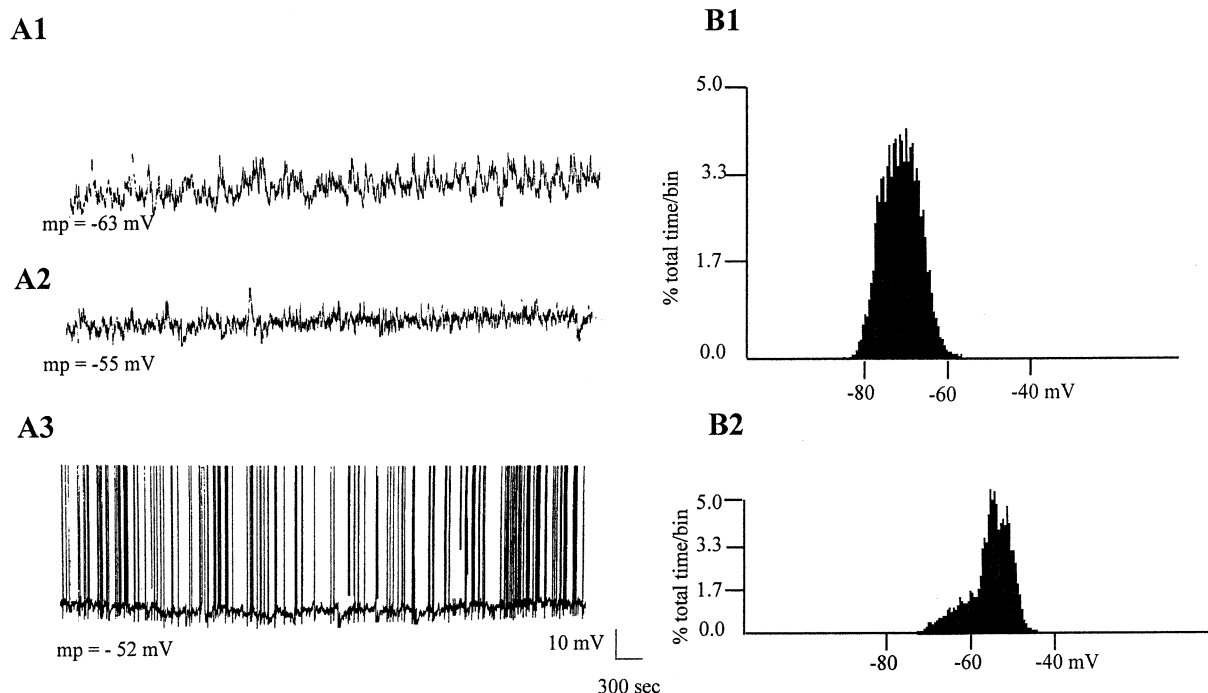 A1
mp = -63 mV
A2
mp = -55 mV
A3
mp = - 52 mV
10 mV
300 sec
B1
% total time/bin
5.0
3.3
1.7
0.0
-80 -60 -40 mV
B2
% total time/bin
5.0
3.3
1.7
0.0
-80 -60 -40 mV